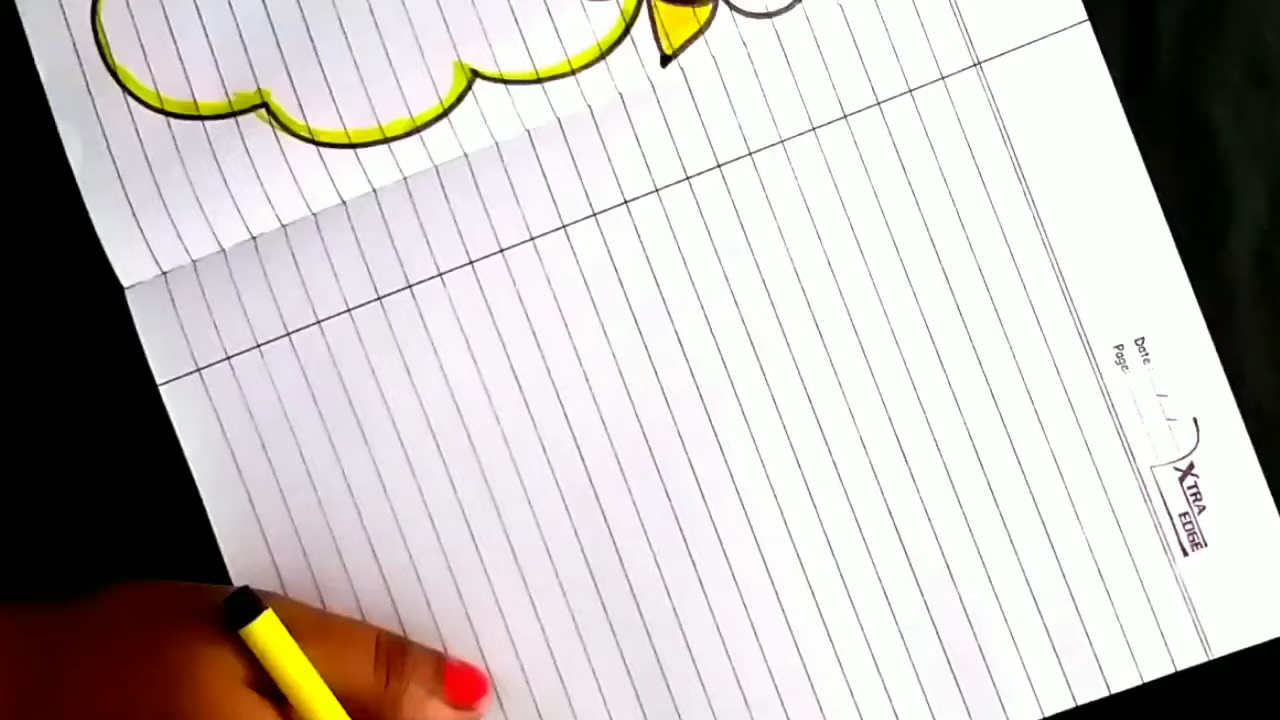 Date : / /
Page
XTRA
EDGE